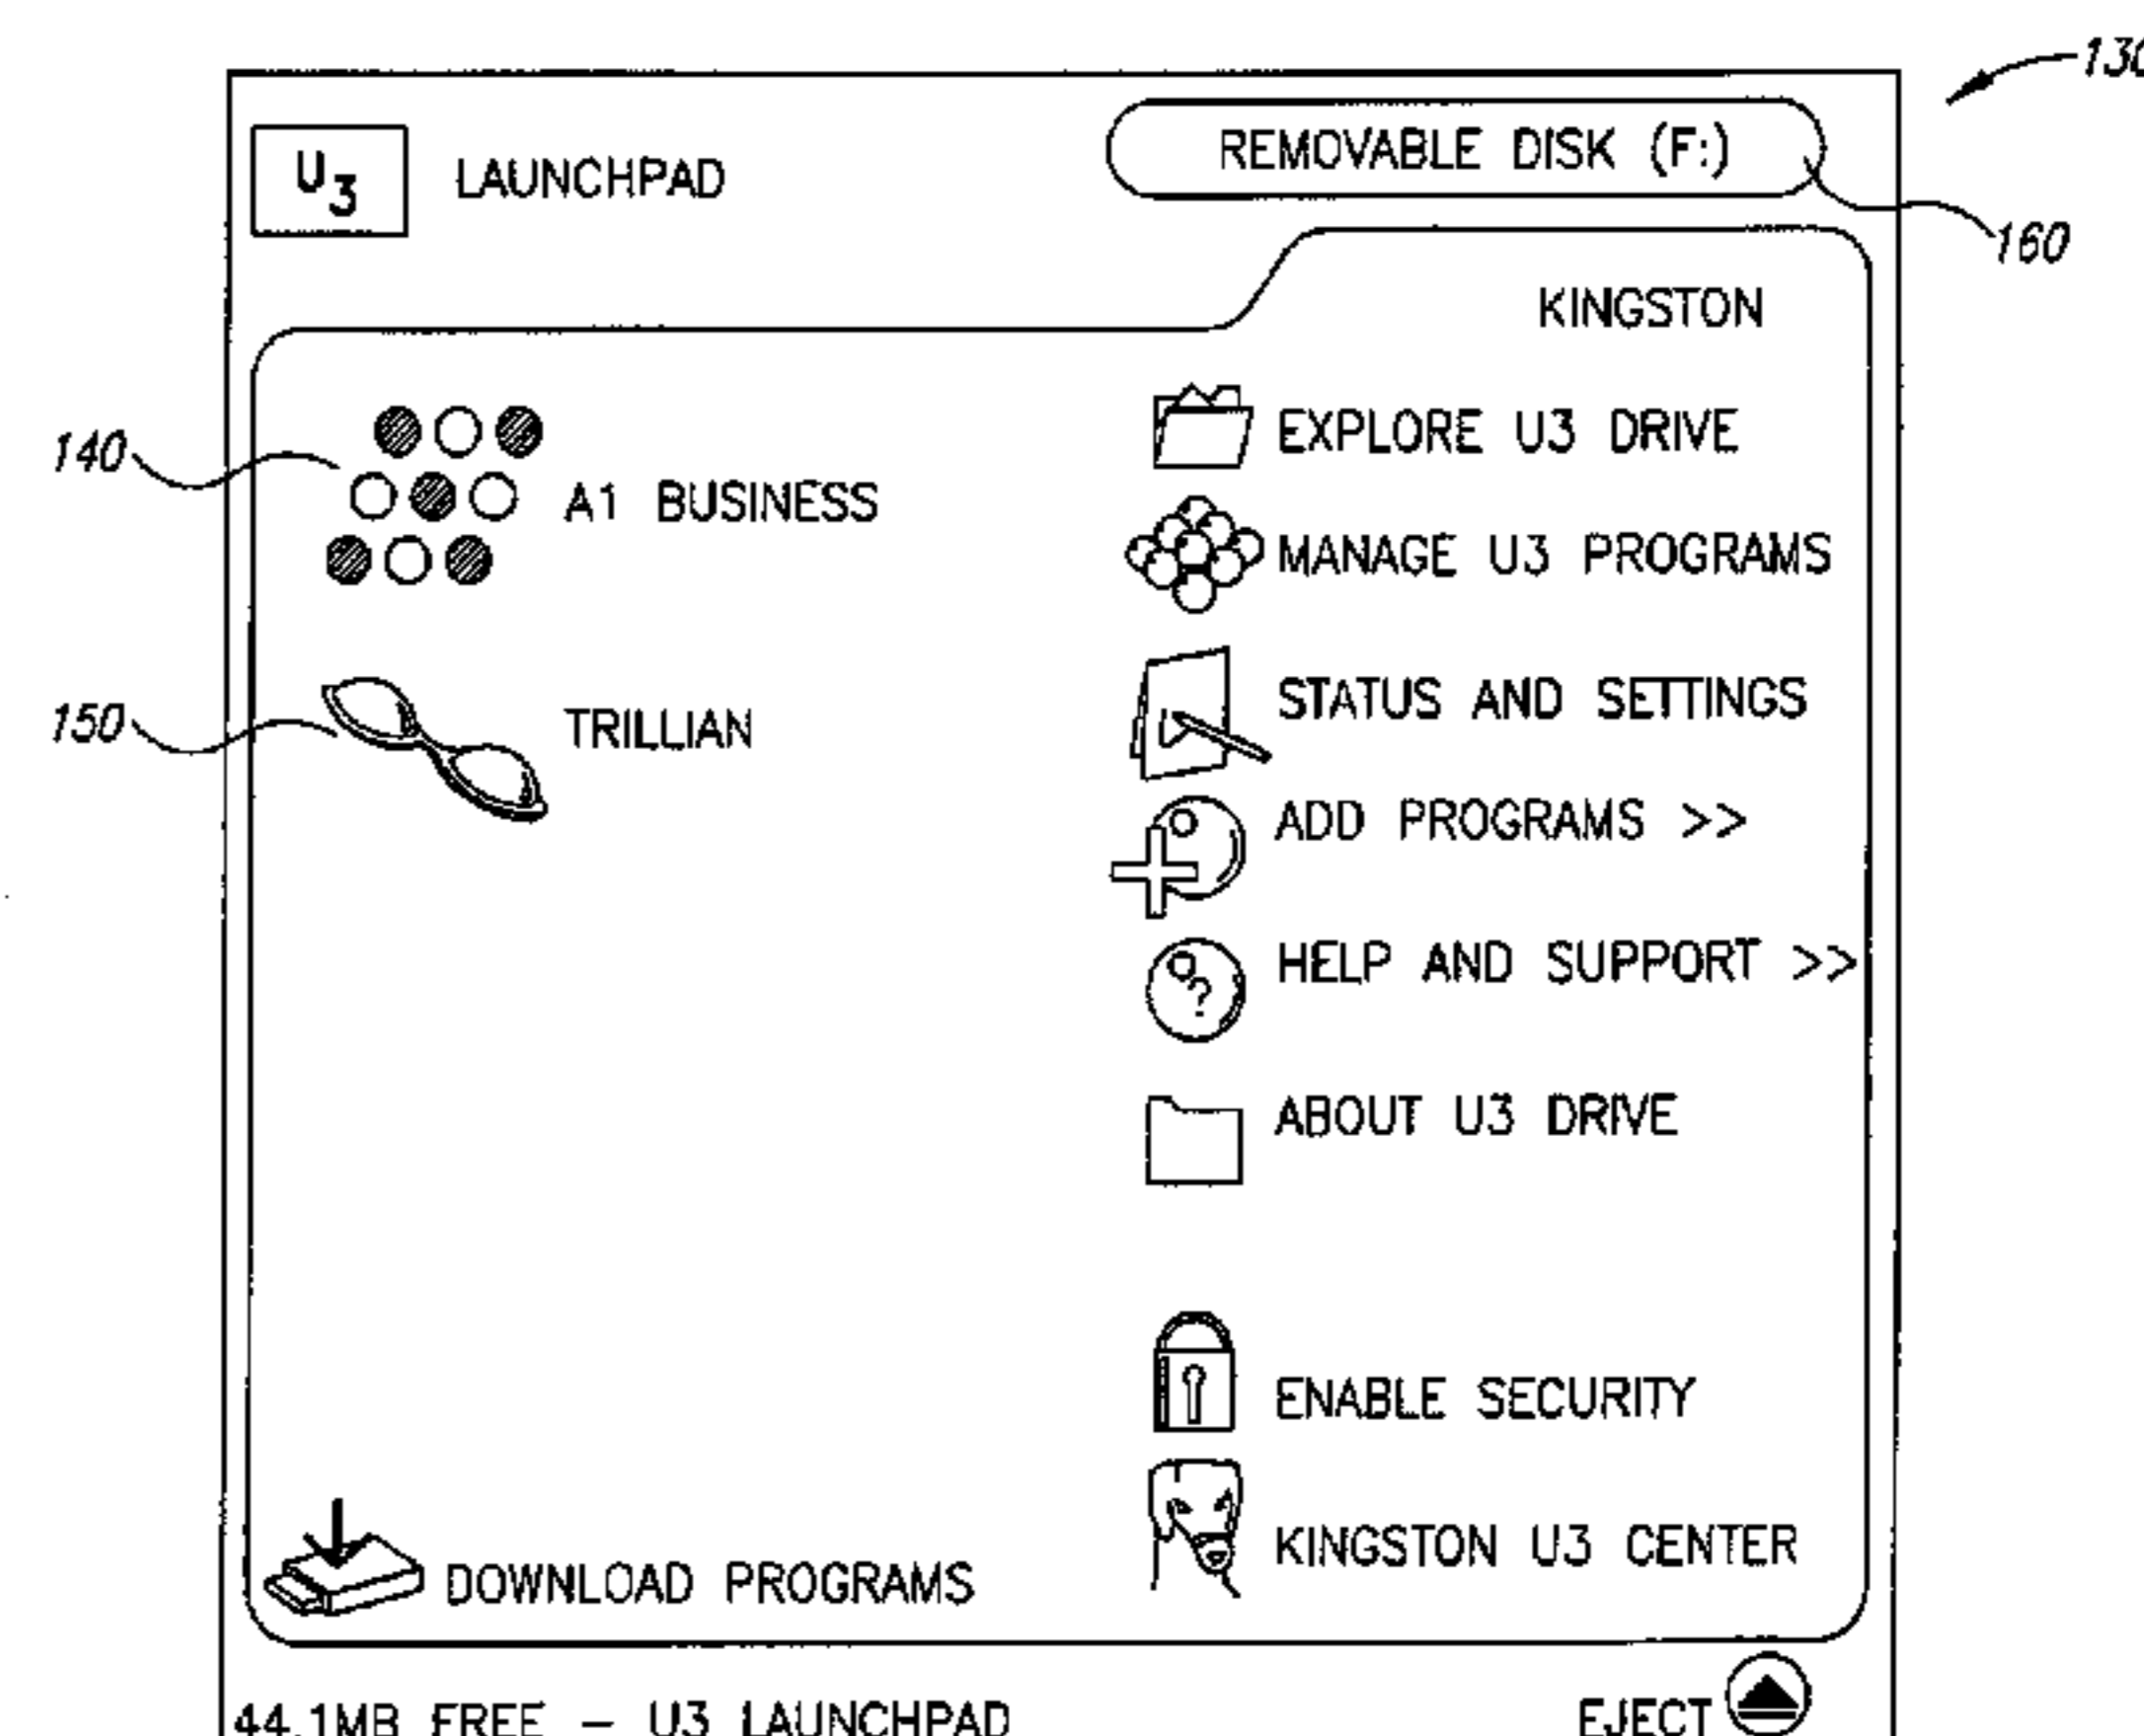 130
U3 LAUNCHPAD
REMOVABLE DISK (F:)
160
KINGSTON
140
A1 BUSINESS
150
TRILLIAN
EXPLORE U3 DRIVE
MANAGE U3 PROGRAMS
STATUS AND SETTINGS
ADD PROGRAMS >>
?
HELP AND SUPPORT >>
ABOUT U3 DRIVE
ENABLE SECURITY
KINGSTON U3 CENTER
DOWNLOAD PROGRAMS
44.1MB FREE – U3 LAUNCHPAD
EJECT